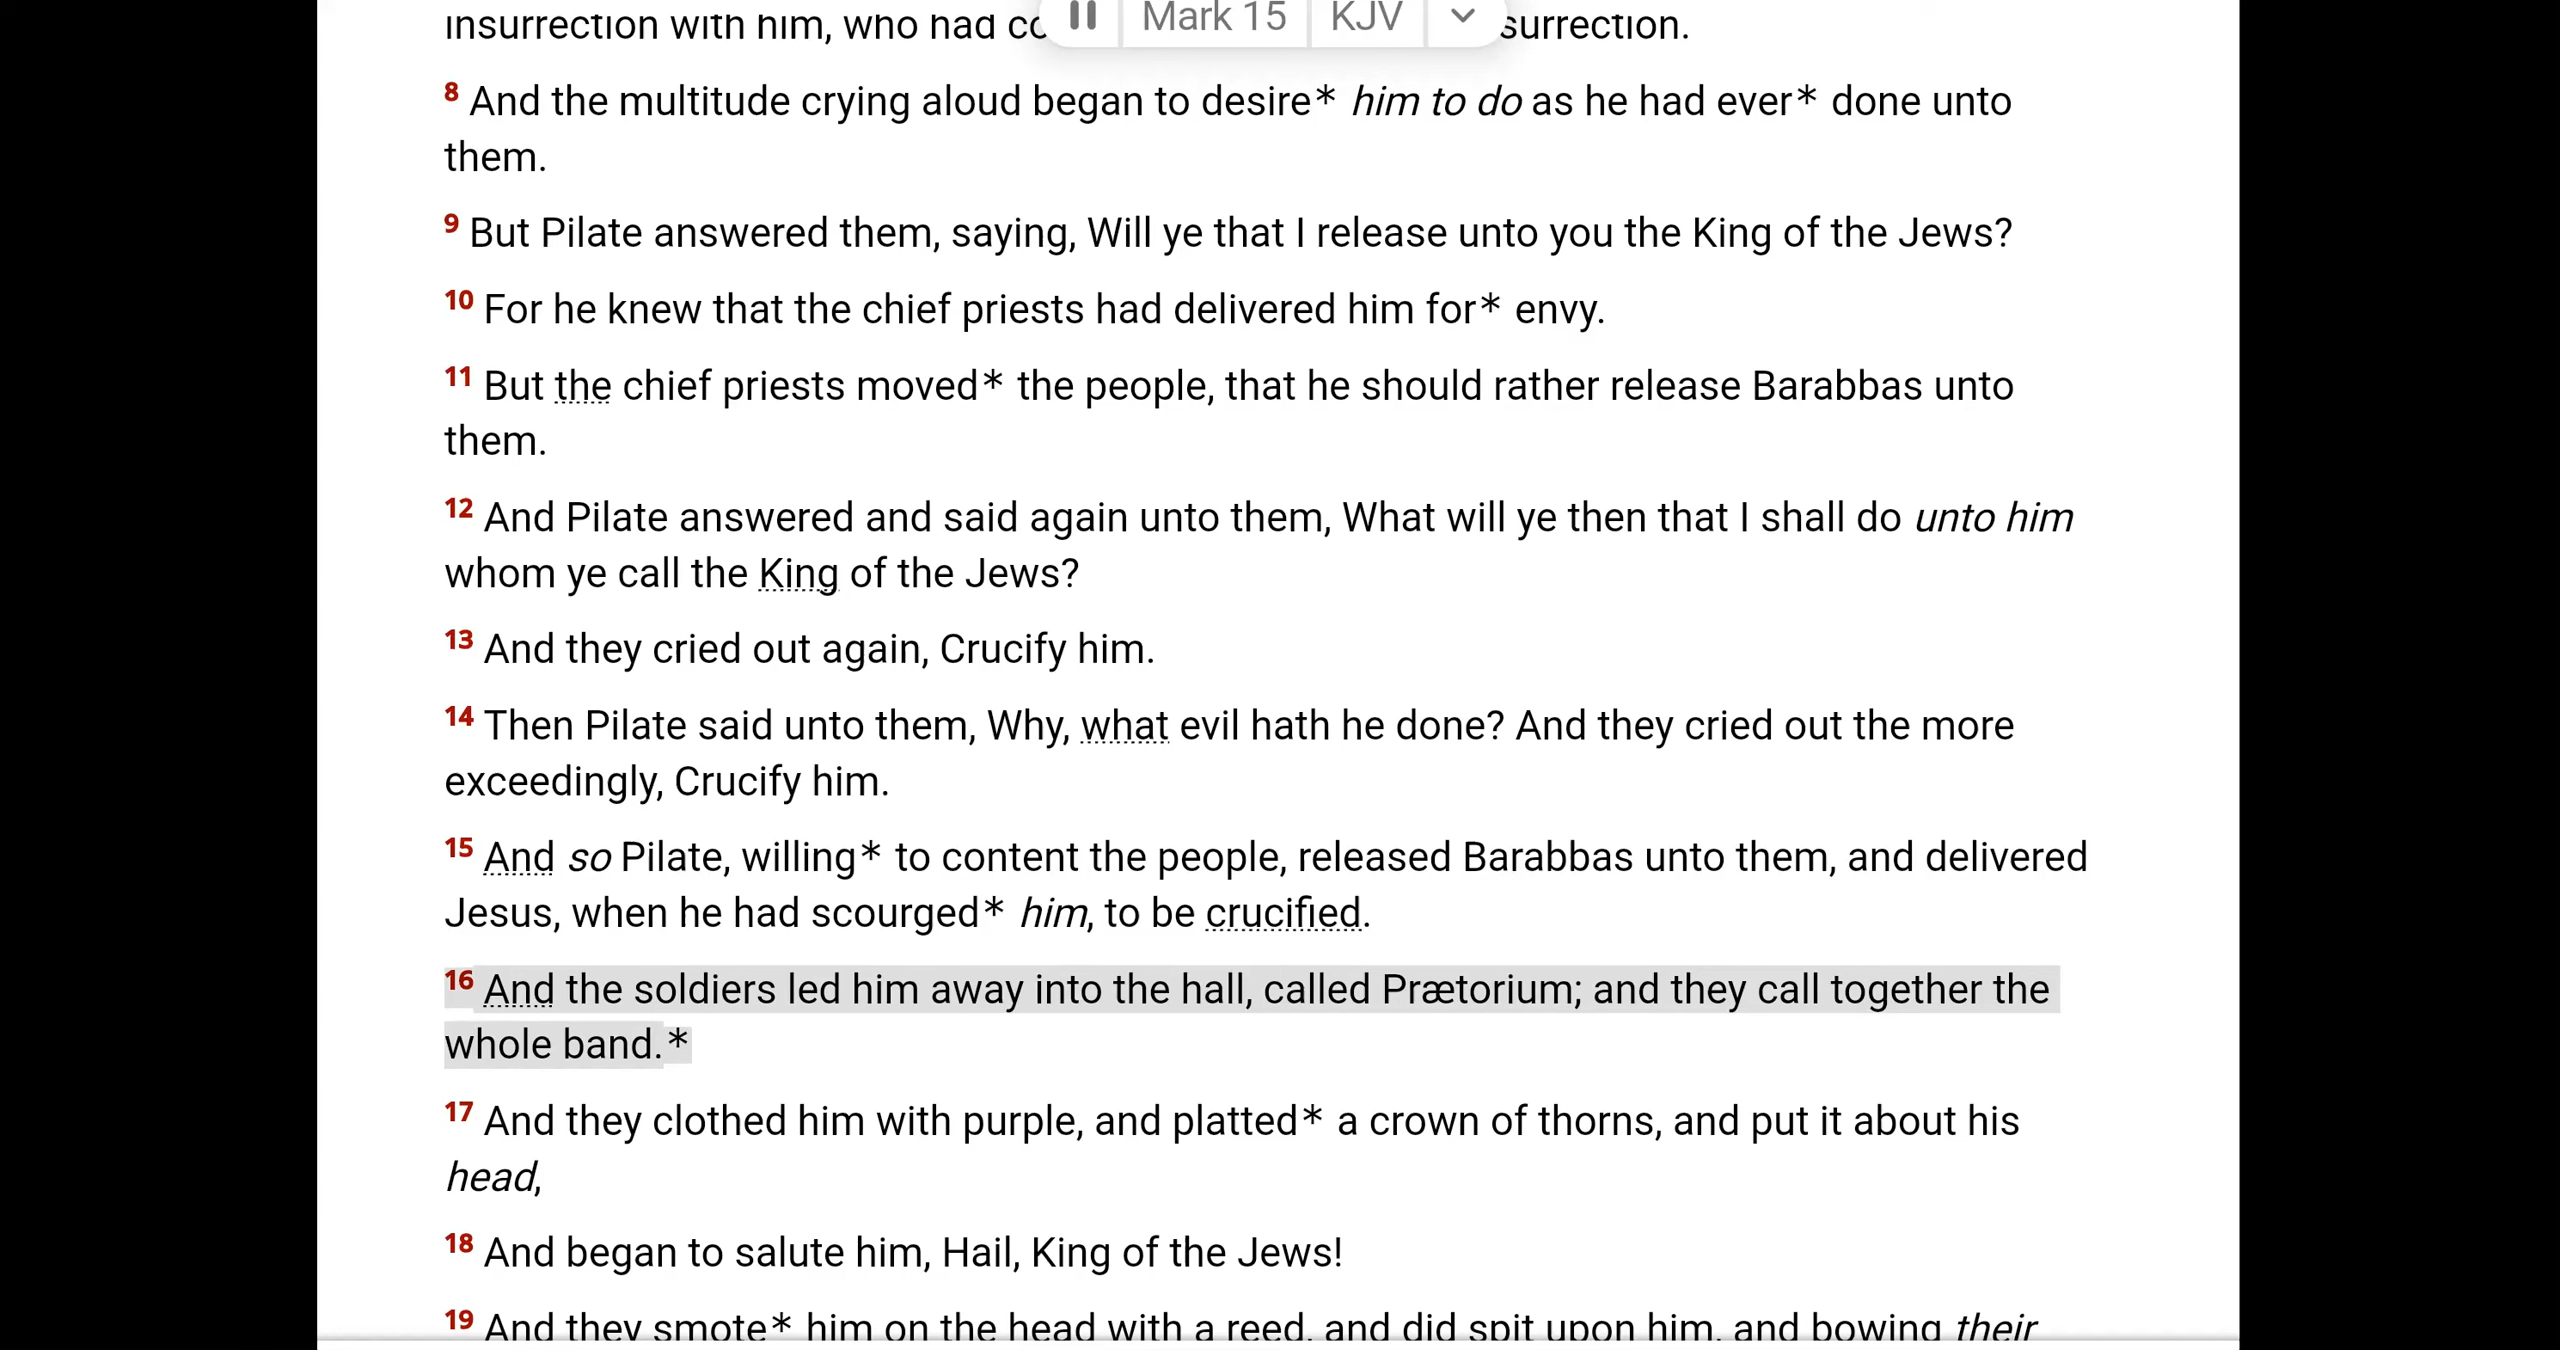 insurrection with him, who had co
Mark 15 KJV
surrection.
8 And the multitude crying aloud began to desire* him to do as he had ever* done unto
them.
9 But Pilate answered them, saying, Will ye that I release unto you the King of the Jews?
10 For he knew that the chief priests had delivered him for* envy.
11 But the chief priests moved* the people, that he should rather release Barabbas unto
them.
12 And Pilate answered and said again unto them, What will ye then that I shall do unto him
whom ye call the King of the Jews?
13 And they cried out again, Crucify him.
14 Then Pilate said unto them, Why, what evil hath he done? And they cried out the more
exceedingly, Crucify him.
15 And so Pilate, willing* to content the people, released Barabbas unto them, and delivered
Jesus, when he had scourged* him, to be crucified.
16 And the soldiers led him away into the hall, called Prætorium; and they call together the
whole band.*
17 And they clothed him with purple, and platted* a crown of thorns, and put it about his
head,
18 And began to salute him, Hail, King of the Jews!
19 And they smote* him on the head with a reed, and did spit upon him, and bowing their